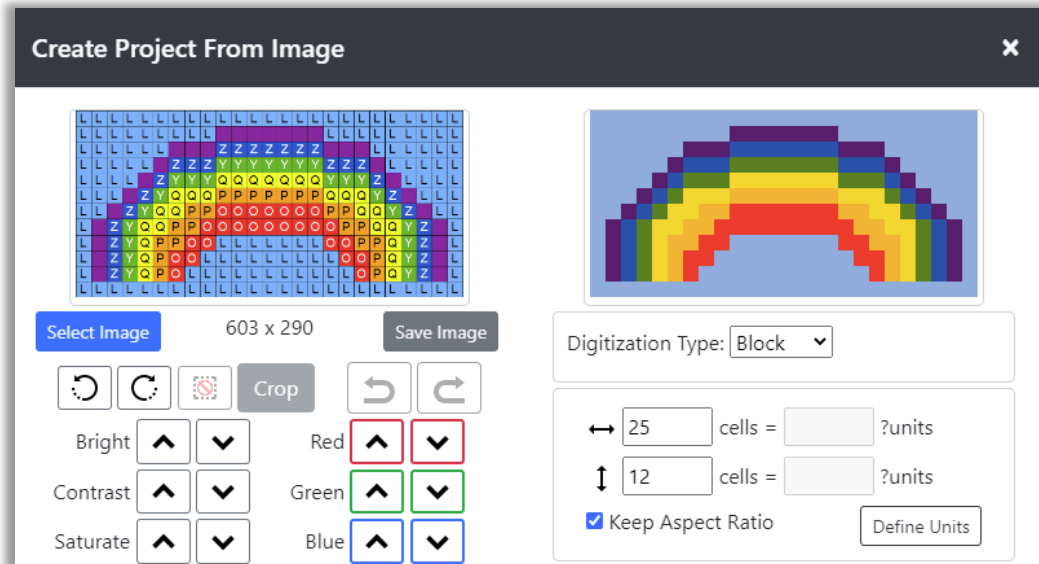 Create Project From Image
L L L L L L L L L L L L L L L L L L L L L L L L L
L L L L L L L L L L L L L L L L L L
L L L L L L Z Z Z Z Z Z Z L L L L L L
L L L L L Z Z Z Y Y Y Y Y Y Y Z Z Z L L L L L
L L L L Z Y Y Y Q Q Q Q Q Q Q Y Y Y Z L L L L
L L L Z Y Q Q Q P P P P P P P Q Q Q Y Z L L L
L L Z Y Q Q P P O O O O O O O P P Q Q Y Z L L
L L L L L L L L L L L L L L L L L L L L L L L L L
Select Image
603 x 290
Save Image
Crop
Bright
Red
Contrast
Green
Saturate
Blue
Digitization Type: Block
25 cells = ?units
12 cells = ?units
Keep Aspect Ratio
Define Units